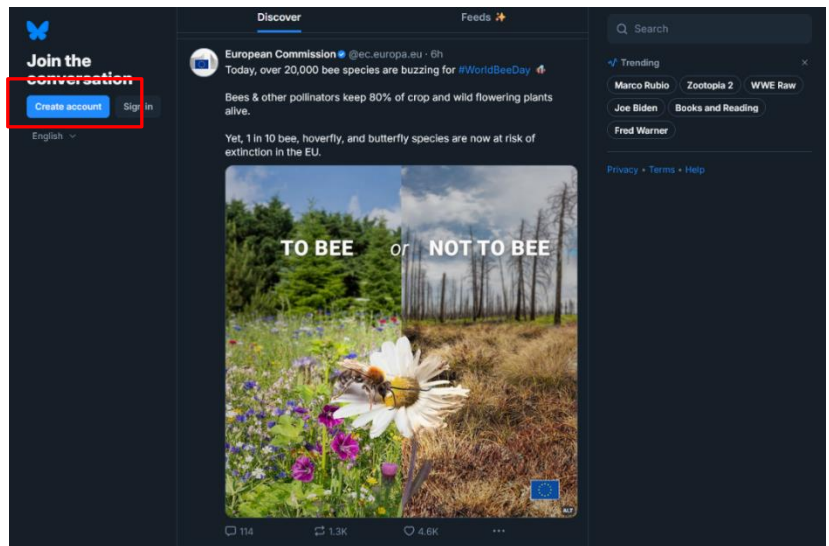 Join the
conversation
Create account
Sign in
English
Discover
Feeds ✨
European Commission @ec.europa.eu · 6h
Today, over 20,000 bee species are buzzing for #WorldBeeDay 🐝
Bees & other pollinators keep 80% of crop and wild flowering plants
alive.
Yet, 1 in 10 bee, hoverfly, and butterfly species are now at risk of
extinction in the EU.
TO BEE or NOT TO BEE
ALT
114
1.3K
4.6K
Search
Trending
Marco Rubio
Zootopia 2
WWE Raw
Joe Biden
Books and Reading
Fred Warner
Privacy • Terms • Help